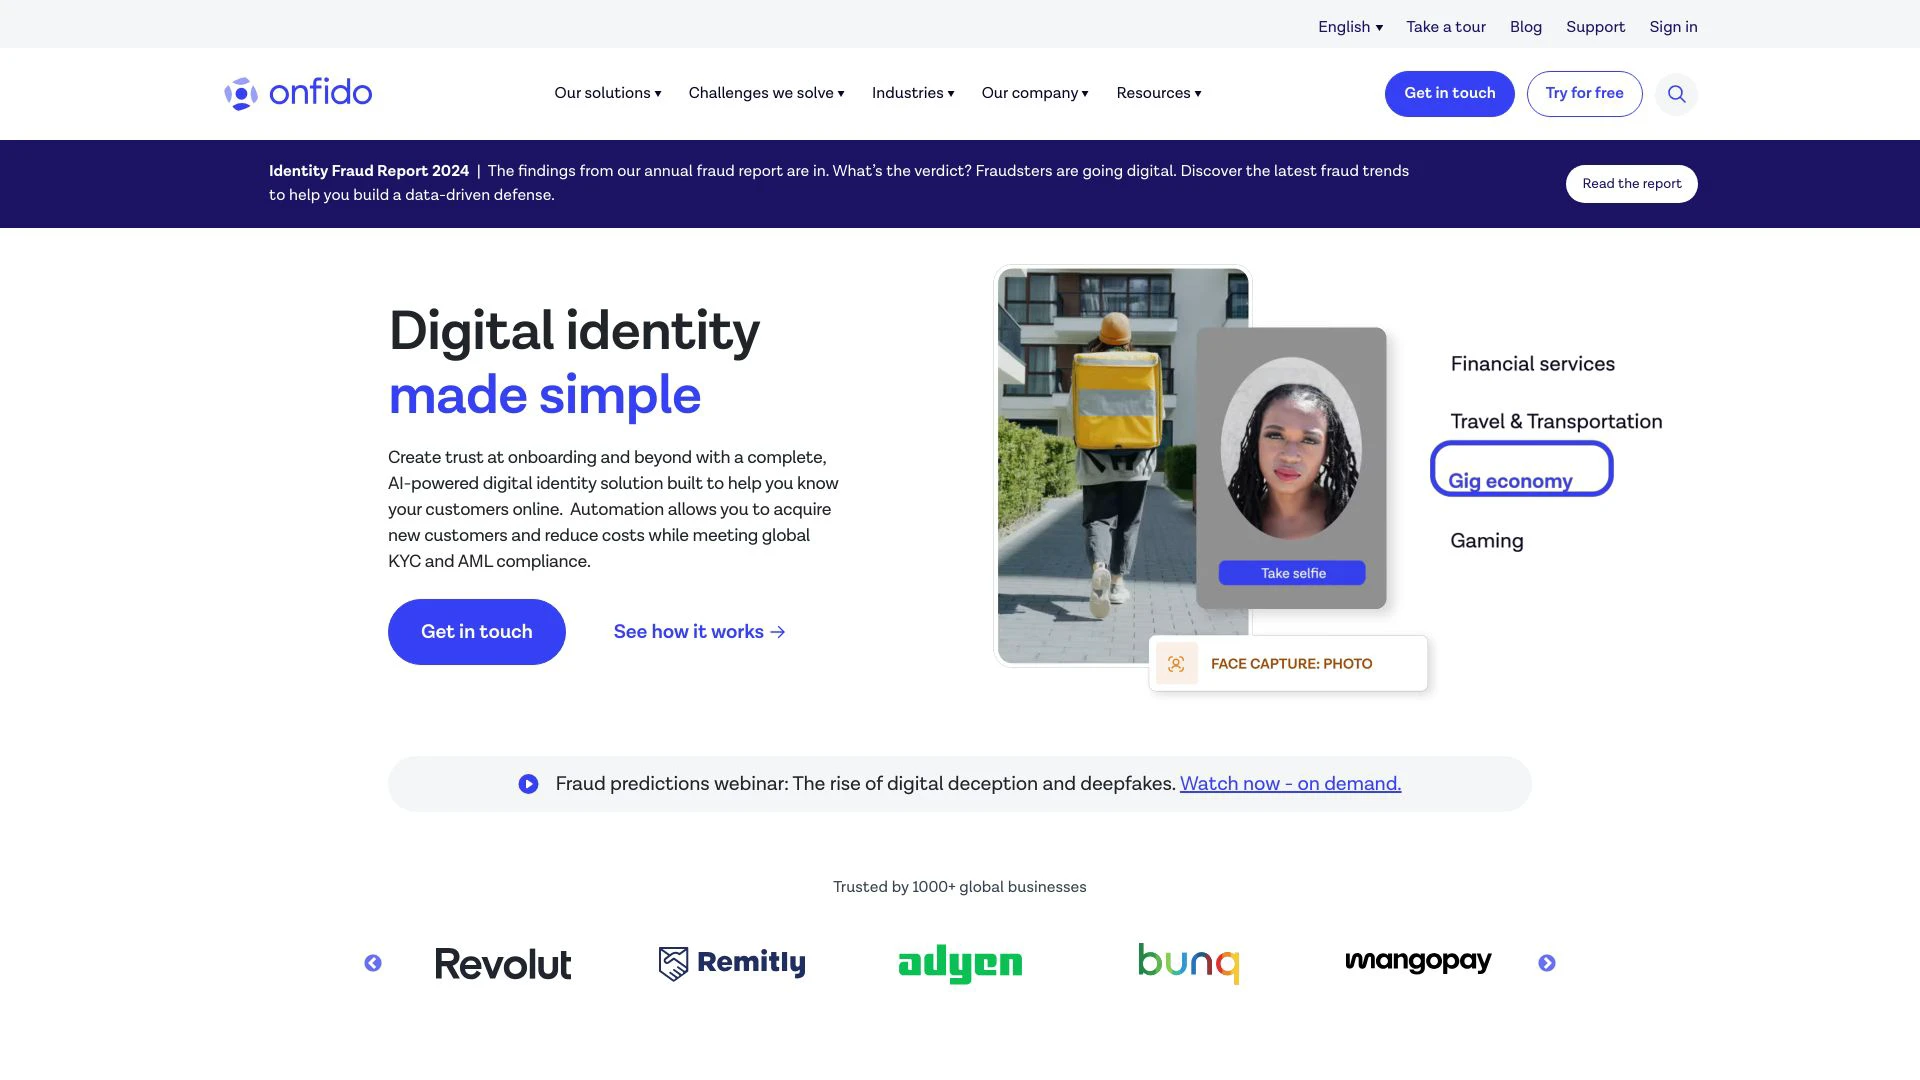 English
Take a tour
Blog
Support
Sign in
onfido
Our solutions
Challenges we solve
Industries
Our company
Resources
Get in touch
Try for free
Identity Fraud Report 2024 | The findings from our annual fraud report are in. What's the verdict? Fraudsters are going digital. Discover the latest fraud trends
to help you build a data-driven defense.
Read the report
Digital identity
made simple
Create trust at onboarding and beyond with a complete,
AI-powered digital identity solution built to help you know
your customers online. Automation allows you to acquire
new customers and reduce costs while meeting global
KYC and AML compliance.
Get in touch
See how it works →
Take selfie
FACE CAPTURE: PHOTO
Financial services
Travel & Transportation
Gig economy
Gaming
Fraud predictions webinar: The rise of digital deception and deepfakes. Watch now - on demand.
Trusted by 1000+ global businesses
Revolut
Remitly
adyen
bunq
mangopay